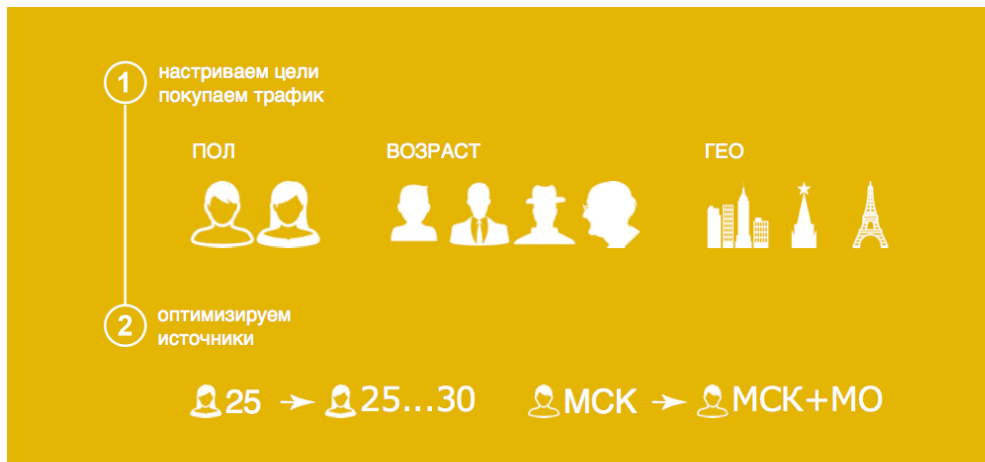 1
настриваем цели
покупаем трафик
ПОЛ
ВОЗРАСТ
ГЕО
2
оптимизируем
источники
25 → 25...30
МСК → МСК+МО